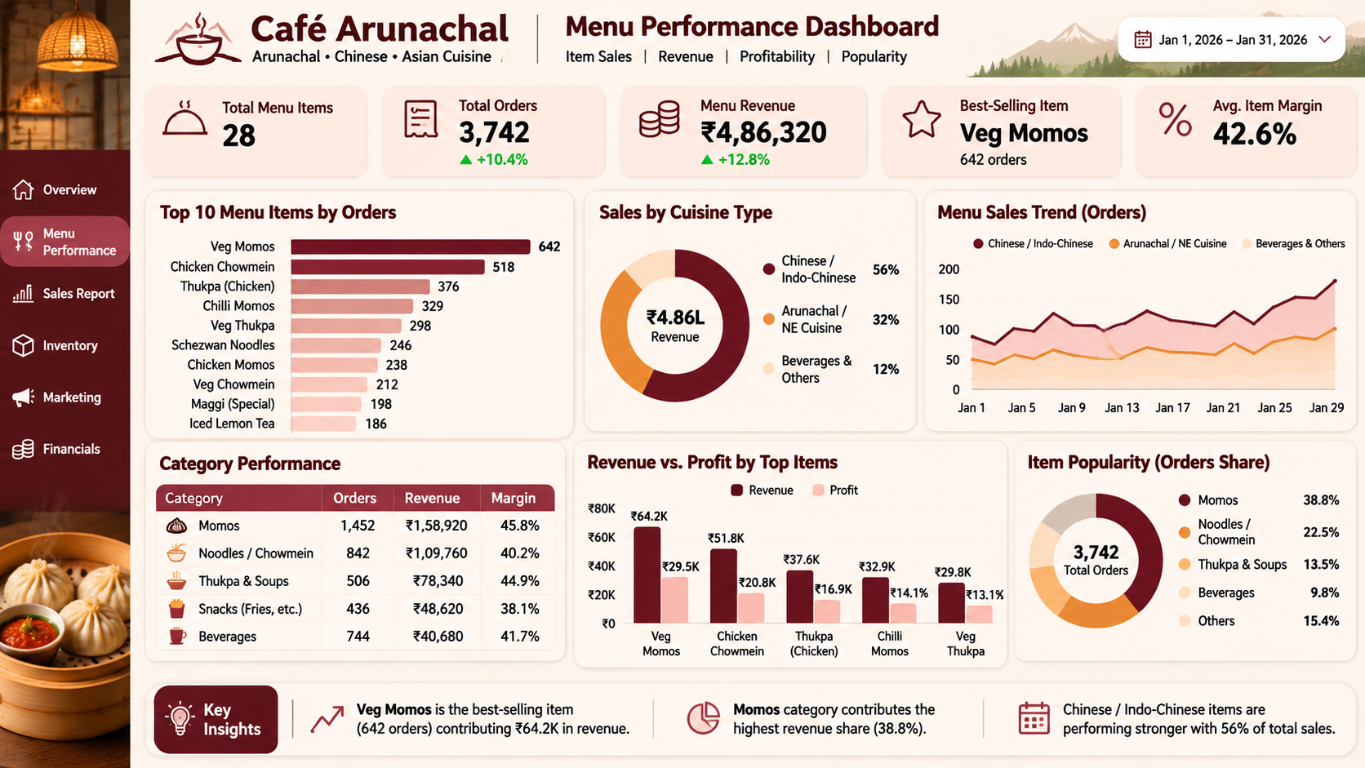 Café Arunachal
Arunachal • Chinese • Asian Cuisine
Menu Performance Dashboard
Item Sales | Revenue | Profitability | Popularity
Jan 1, 2026 – Jan 31, 2026
Overview
Menu
Performance
Sales Report
Inventory
Marketing
Financials
Total Menu Items
28
Total Orders
3,742
▲ +10.4%
Menu Revenue
₹4,86,320
▲ +12.8%
Best-Selling Item
Veg Momos
642 orders
%
Avg. Item Margin
42.6%
Top 10 Menu Items by Orders
Veg Momos 642
Chicken Chowmein 518
Thukpa (Chicken) 376
Chilli Momos 329
Veg Thukpa 298
Schezwan Noodles 246
Chicken Momos 238
Veg Chowmein 212
Maggi (Special) 198
Iced Lemon Tea 186
Sales by Cuisine Type
₹4.86L
Revenue
Chinese /
Indo-Chinese 56%
Arunachal /
NE Cuisine 32%
Beverages &
Others 12%
Menu Sales Trend (Orders)
Chinese / Indo-Chinese Arunachal / NE Cuisine Beverages & Others
200
150
100
50
0
Jan 1 Jan 5 Jan 9 Jan 13 Jan 17 Jan 21 Jan 25 Jan 29
Category Performance
Category Orders Revenue Margin
Momos 1,452 ₹1,58,920 45.8%
Noodles / Chowmein 842 ₹1,09,760 40.2%
Thukpa & Soups 506 ₹78,340 44.9%
Snacks (Fries, etc.) 436 ₹48,620 38.1%
Beverages 744 ₹40,680 41.7%
Revenue vs. Profit by Top Items
Revenue Profit
₹80K
₹60K
₹40K
₹20K
₹0
₹64.2K ₹29.5K
₹51.8K ₹20.8K
₹37.6K ₹16.9K
₹32.9K ₹14.1%
₹29.8K ₹13.1%
Veg
Momos
Chicken
Chowmein
Thukpa
(Chicken)
Chilli
Momos
Veg
Thukpa
Item Popularity (Orders Share)
3,742
Total Orders
Momos 38.8%
Noodles /
Chowmein 22.5%
Thukpa & Soups 13.5%
Beverages 9.8%
Others 15.4%
Key
Insights
Veg Momos is the best-selling item
(642 orders) contributing ₹64.2K in revenue.
Momos category contributes the
highest revenue share (38.8%).
Chinese / Indo-Chinese items are
performing stronger with 56% of total sales.